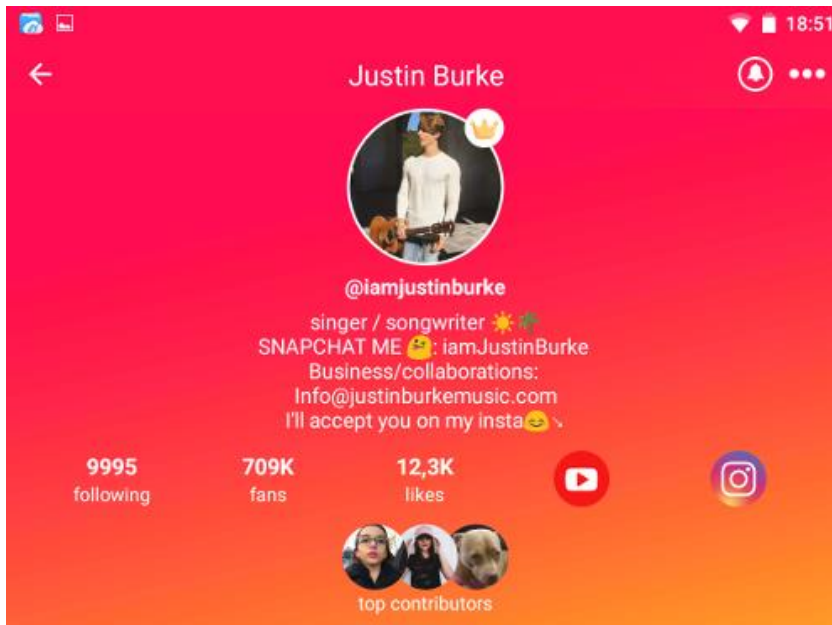 18:51
Justin Burke
@iamjustinburke
singer / songwriter ☀️🌴
SNAPCHAT ME 🤔: iamJustinBurke
Business/collaborations:
Info@justinburkemusic.com
I'll accept you on my insta😊↘
9995 709K 12,3K
following fans likes
top contributors